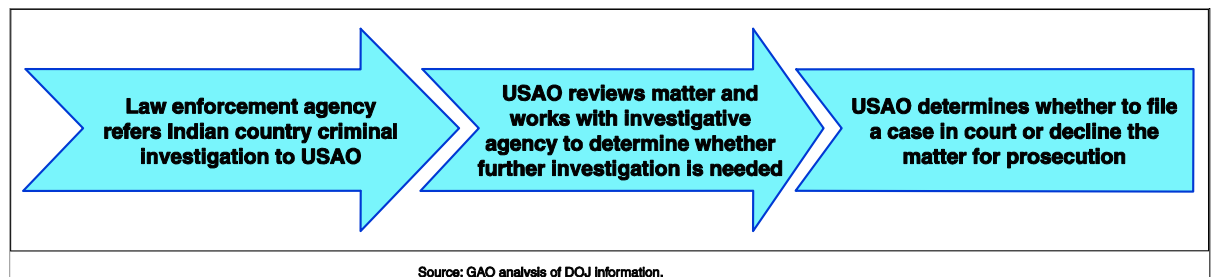 Law enforcement agency
refers Indian country criminal
investigation to USAO
USAO reviews matter and
works with investigative
agency to determine whether
further investigation is needed
USAO determines whether to file
a case in court or decline the
matter for prosecution
Source: GAO analysis of DOJ information.